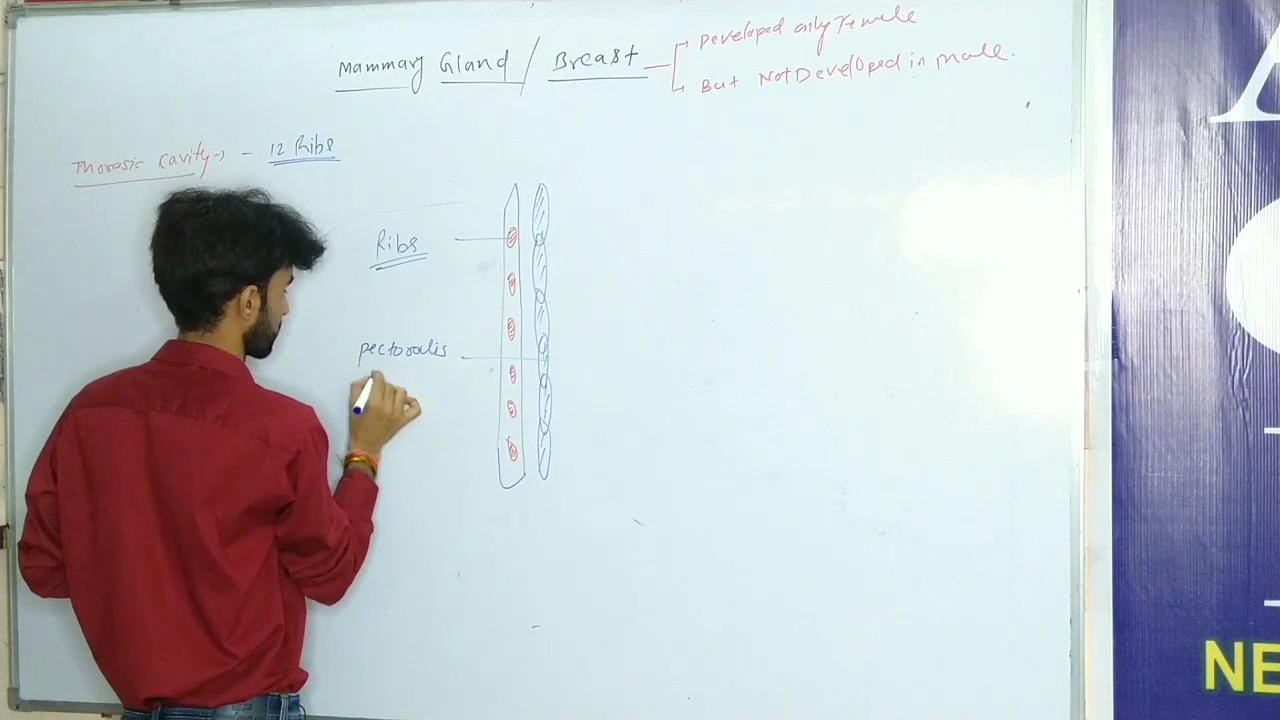 Mammary Gland / Breast
Developed only Female
But Not Developed in male.
Thorasic cavity - 12 Ribs
Ribs
pectoralis
NE